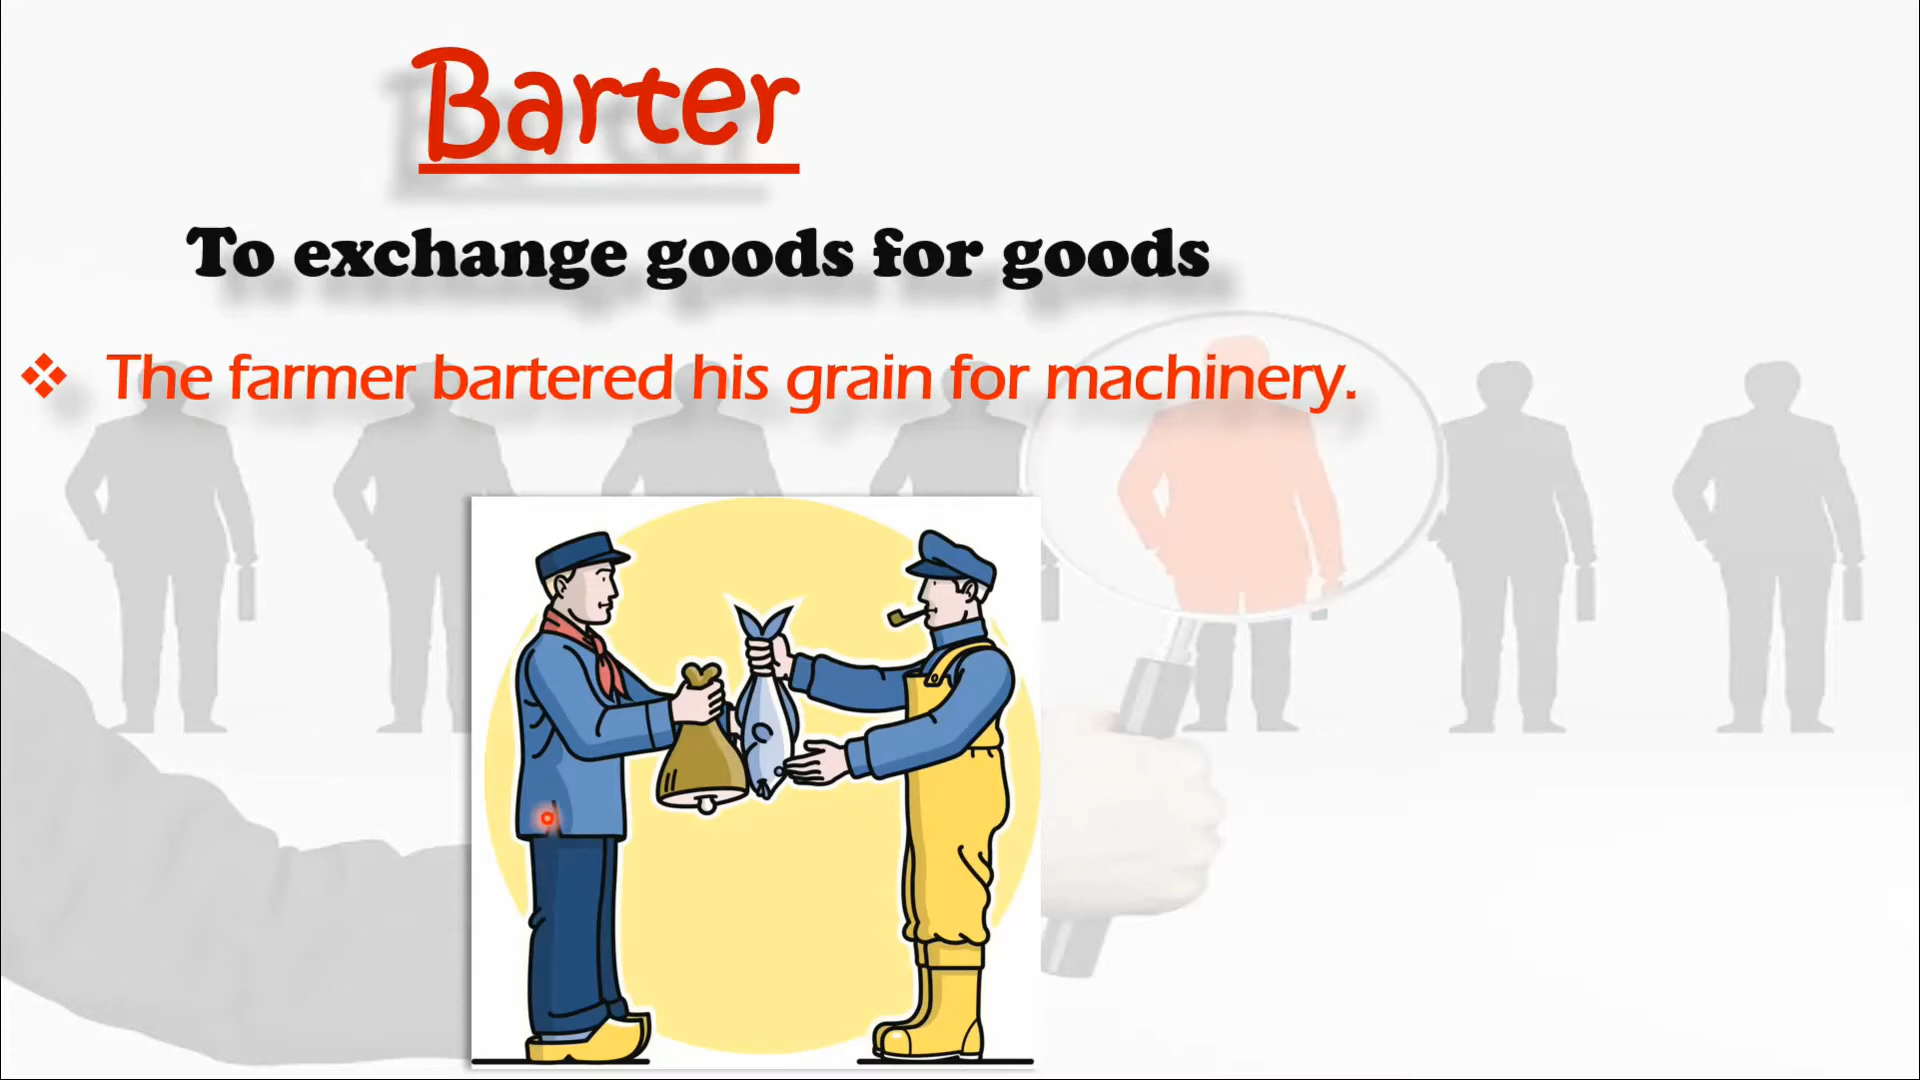 Barter
To exchange goods for goods
The farmer bartered his grain for machinery.